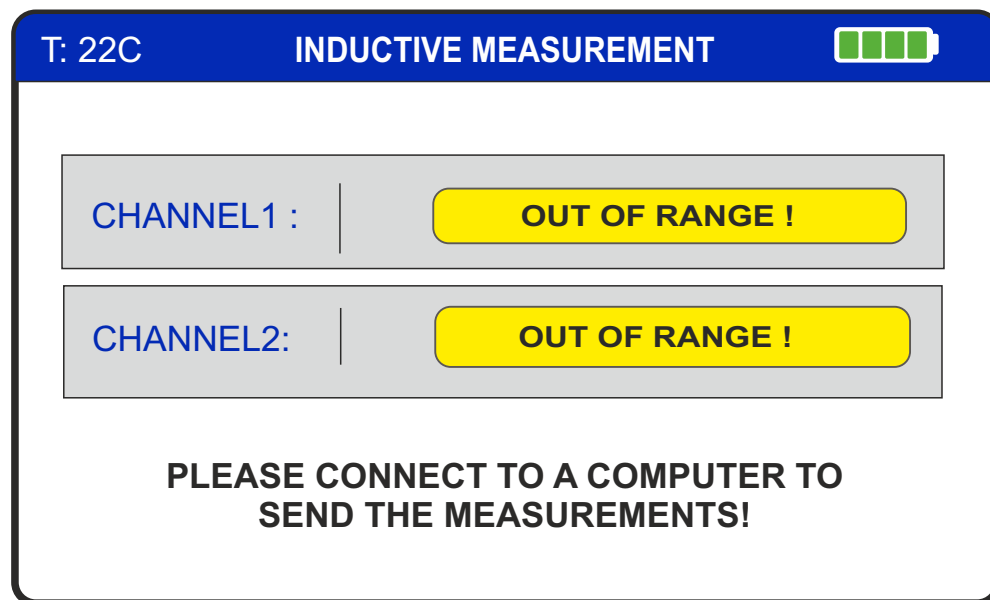 T: 22C
INDUCTIVE MEASUREMENT
CHANNEL1 :
OUT OF RANGE !
CHANNEL2:
OUT OF RANGE !
PLEASE CONNECT TO A COMPUTER TO
SEND THE MEASUREMENTS!